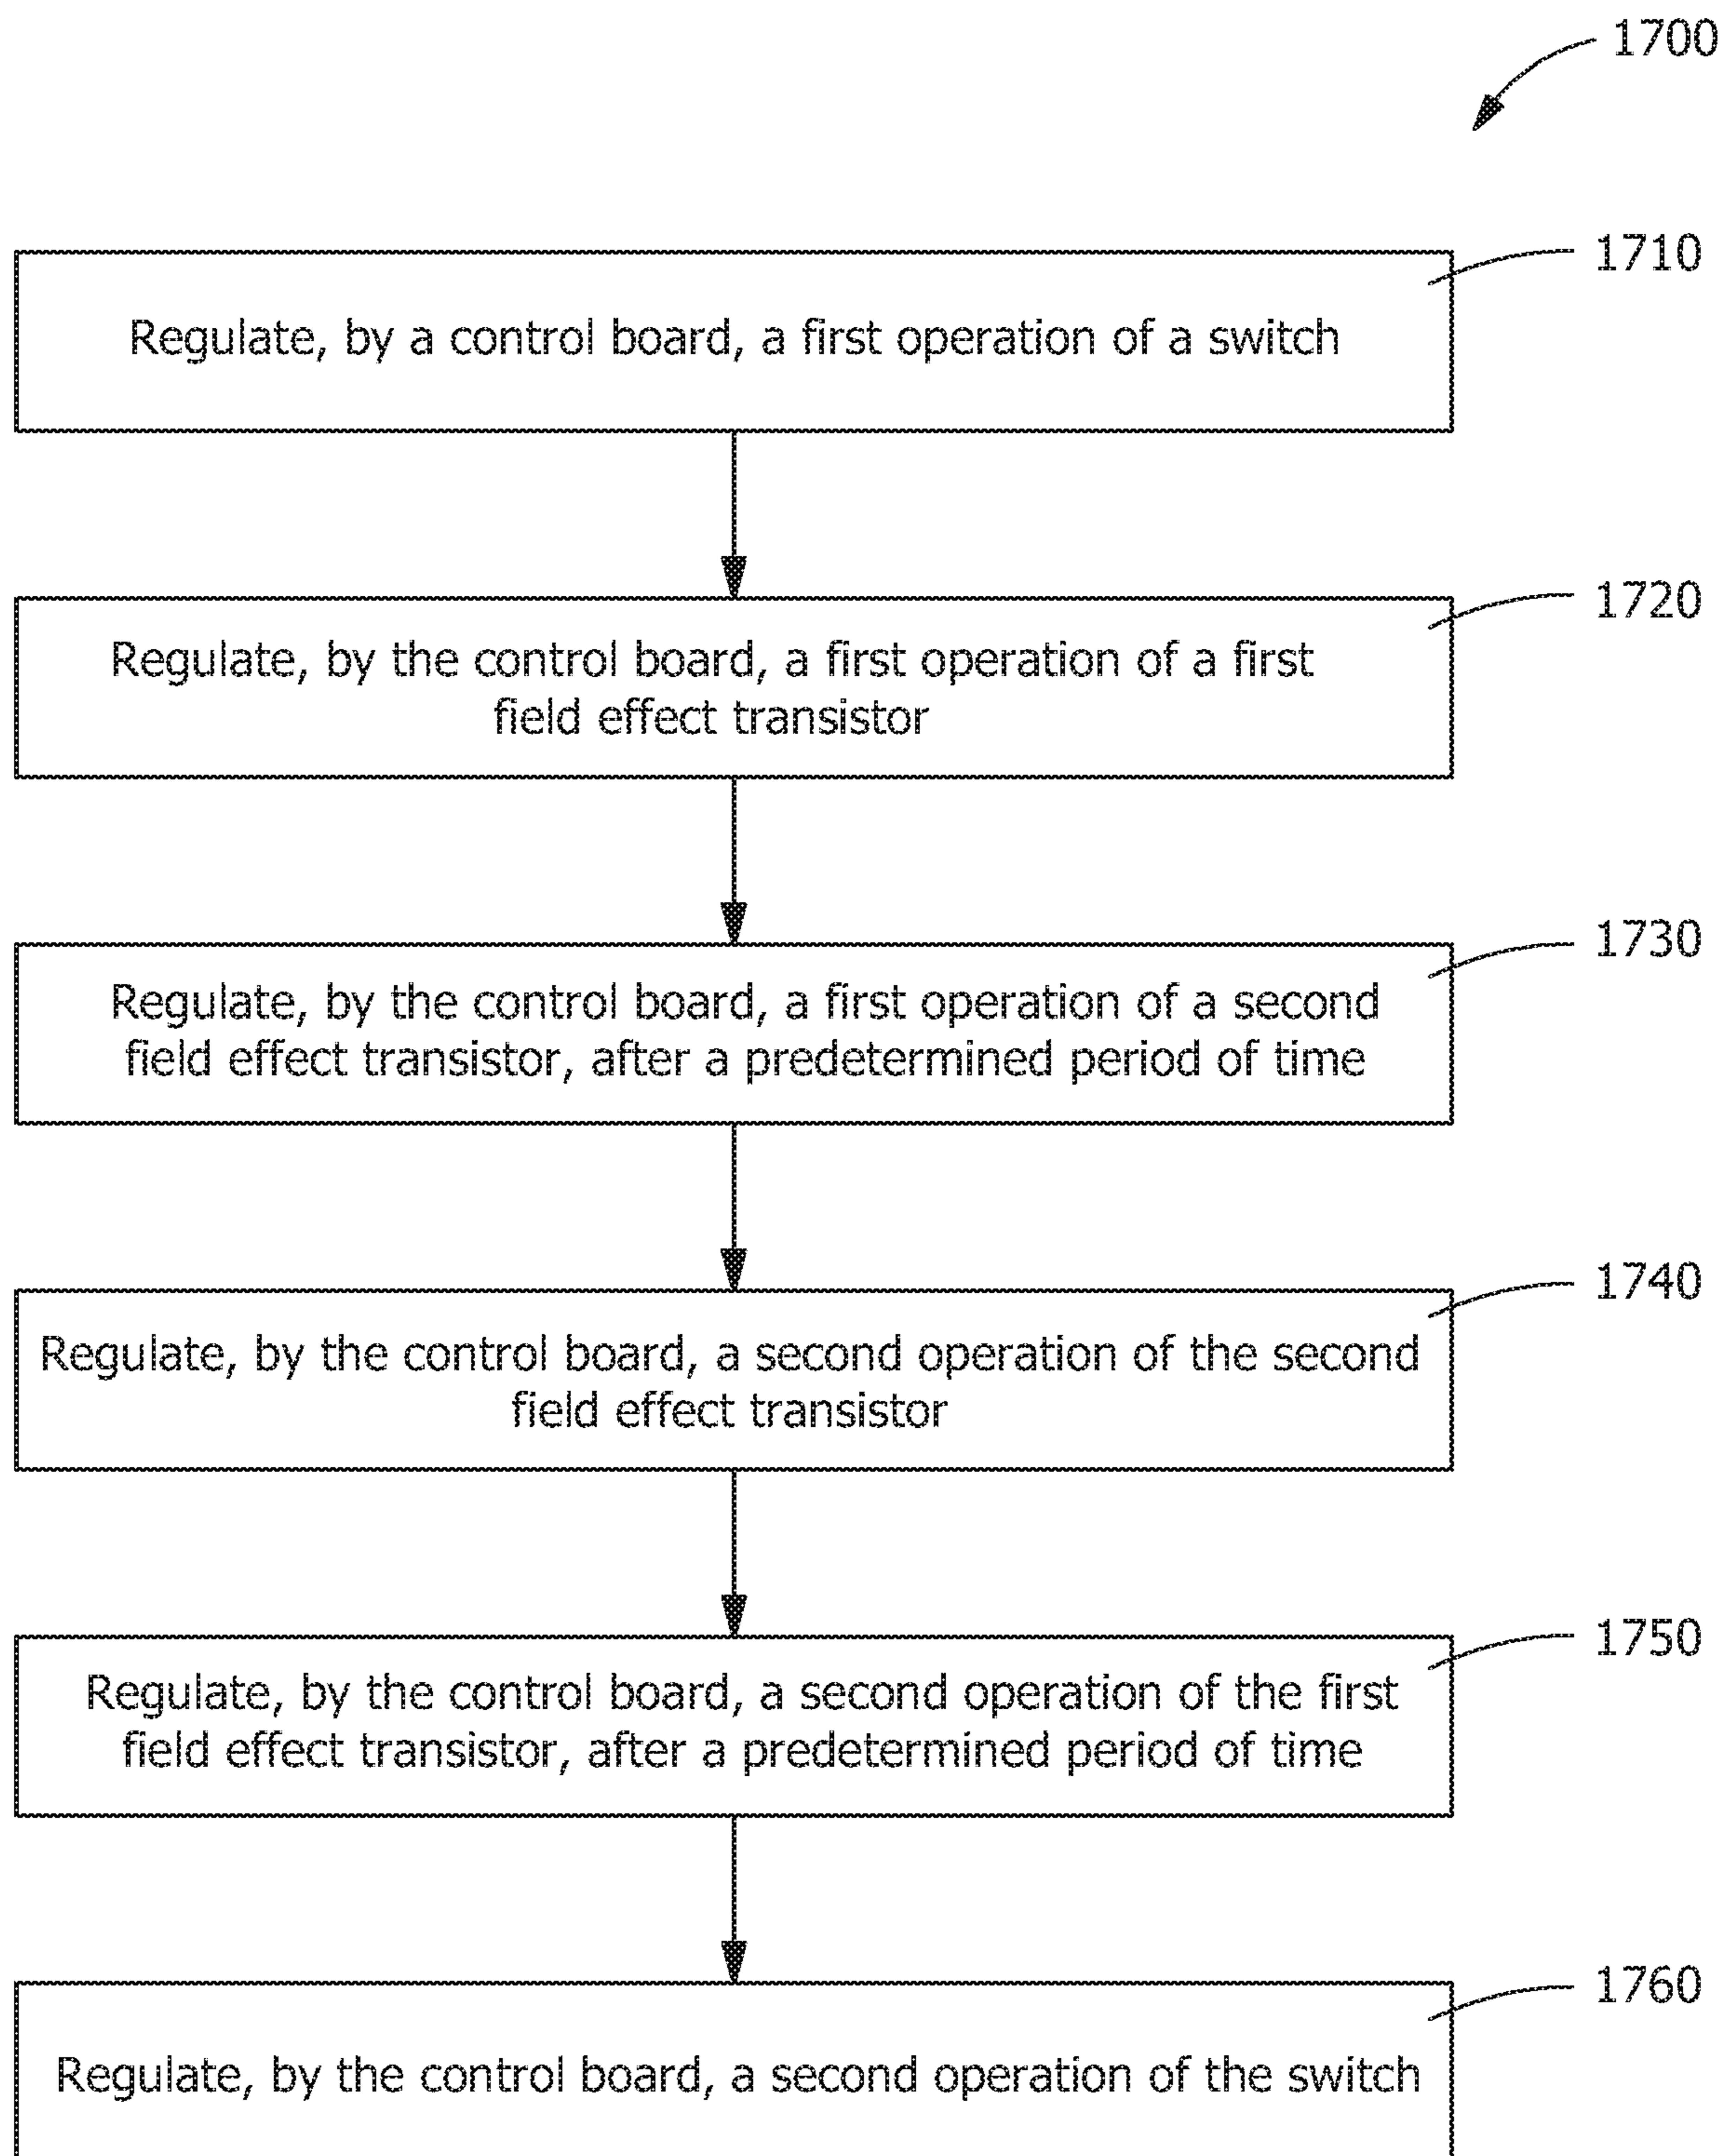 1700
1710
Regulate, by a control board, a first operation of a switch
1720
Regulate, by the control board, a first operation of a first
field effect transistor
1730
Regulate, by the control board, a first operation of a second
field effect transistor, after a predetermined period of time
1740
Regulate, by the control board, a second operation of the second
field effect transistor
1750
Regulate, by the control board, a second operation of the first
field effect transistor, after a predetermined period of time
1760
Regulate, by the control board, a second operation of the switch